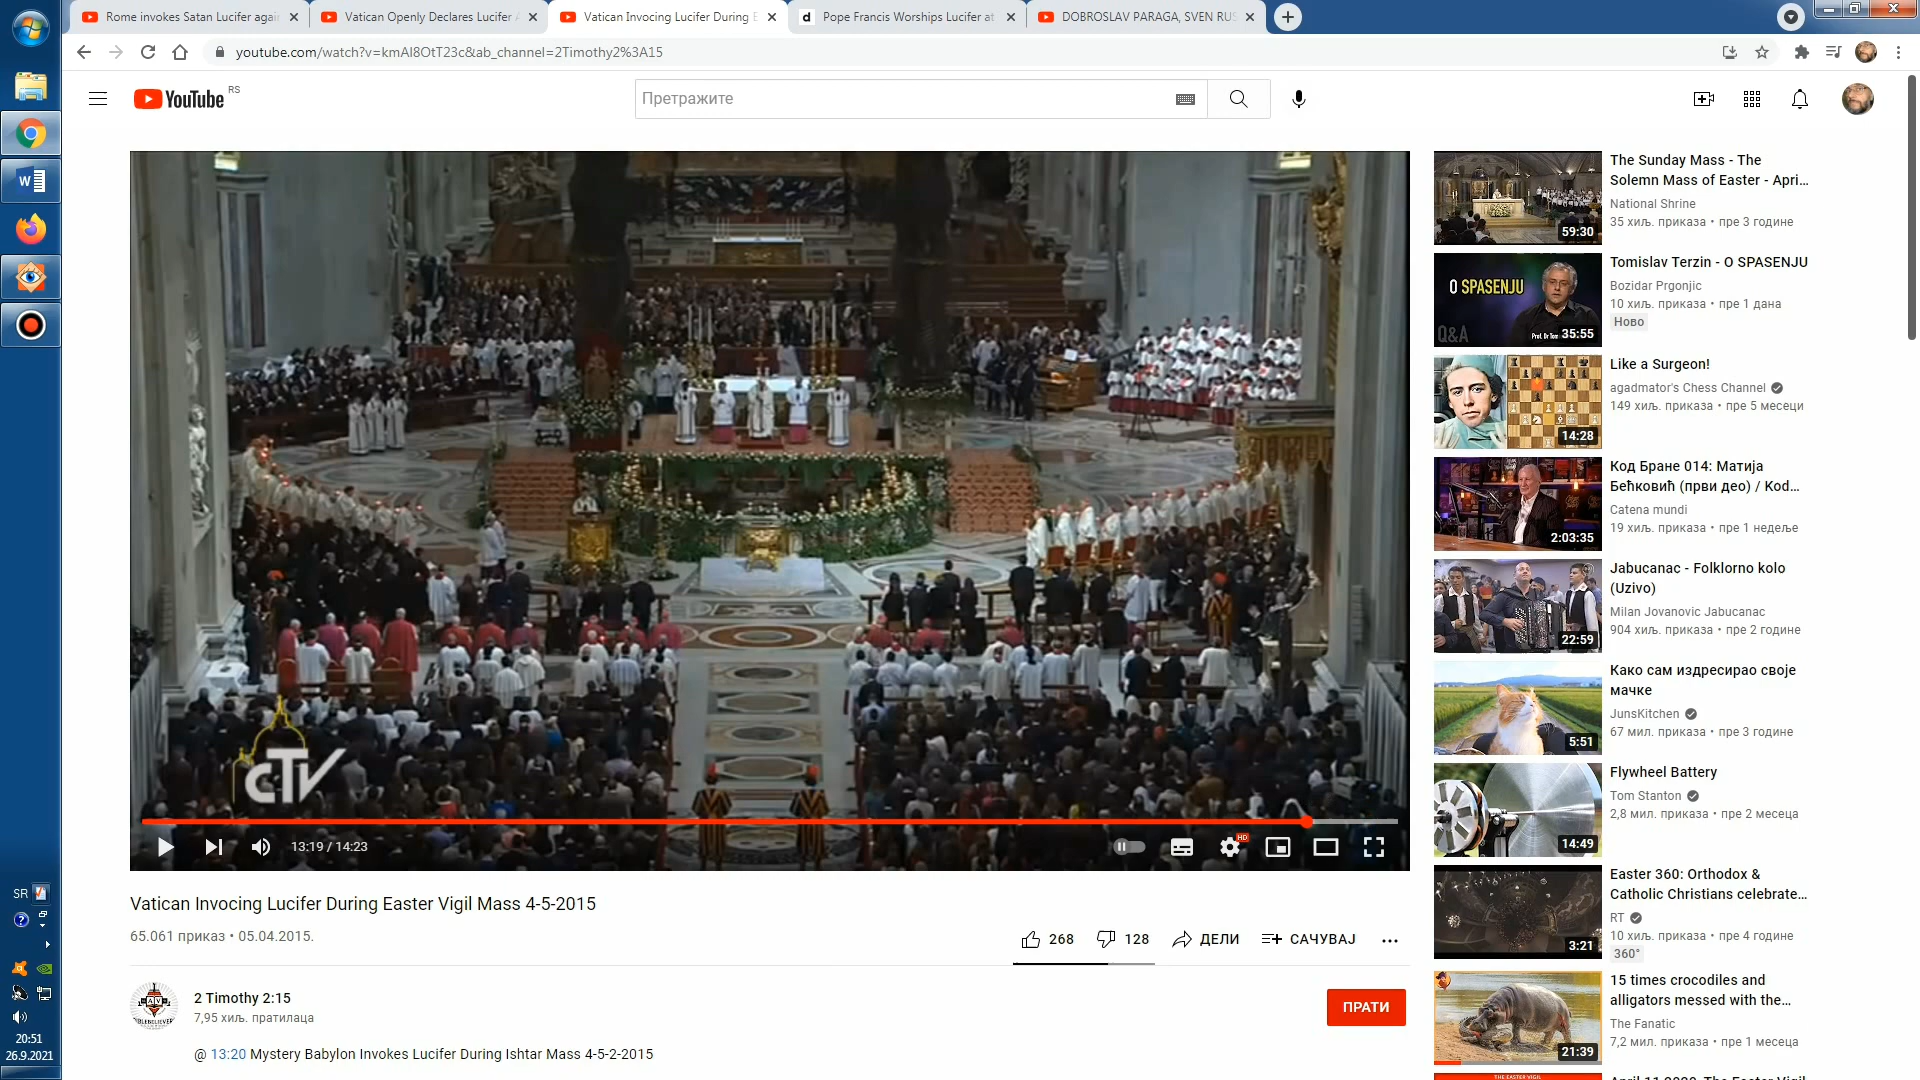 Rome invokes Satan Lucifer again
Vatican Openly Declares Lucifer
Vatican Invocing Lucifer During E
Pope Francis Worships Lucifer at
DOBROSLAV PARAGA, SVEN RUS
youtube.com/watch?v=kmAI8OtT23c&ab_channel=2Timothy2%3A15
YouTube RS
Претражите
cTV
13:19 / 14:23
HD
Vatican Invocing Lucifer During Easter Vigil Mass 4-5-2015
65.061 приказ • 05.04.2015.
268
128
ДЕЛИ
САЧУВАЈ
2 Timothy 2:15
7,95 хиљ. пратилаца
ПРАТИ
@ 13:20 Mystery Babylon Invokes Lucifer During Ishtar Mass 4-5-2-2015
59:30
The Sunday Mass - The
Solemn Mass of Easter - Apri...
National Shrine
35 хиљ. приказа • пре 3 године
O SPASENJU
Q&A
35:55
Tomislav Terzin - O SPASENJU
Bozidar Prgonjic
10 хиљ. приказа • пре 1 дана
Ново
14:28
Like a Surgeon!
agadmator's Chess Channel
149 хиљ. приказа • пре 5 месеци
2:03:35
Код Бране 014: Матија
Бећковић (први део) / Kod...
Catena mundi
19 хиљ. приказа • пре 1 недеље
22:59
Jabucanac - Folklorno kolo
(Uzivo)
Milan Jovanovic Jabucanac
904 хиљ. приказа • пре 2 године
5:51
Како сам издресирао своје
мачке
JunsKitchen
67 мил. приказа • пре 3 године
14:49
Flywheel Battery
Tom Stanton
2,8 мил. приказа • пре 2 месеца
3:21
Easter 360: Orthodox &
Catholic Christians celebrate...
RT
10 хиљ. приказа • пре 4 године
360°
21:39
15 times crocodiles and
alligators messed with the...
The Fanatic
7,2 мил. приказа • пре 1 месеца
SR
20:51
26.9.2021